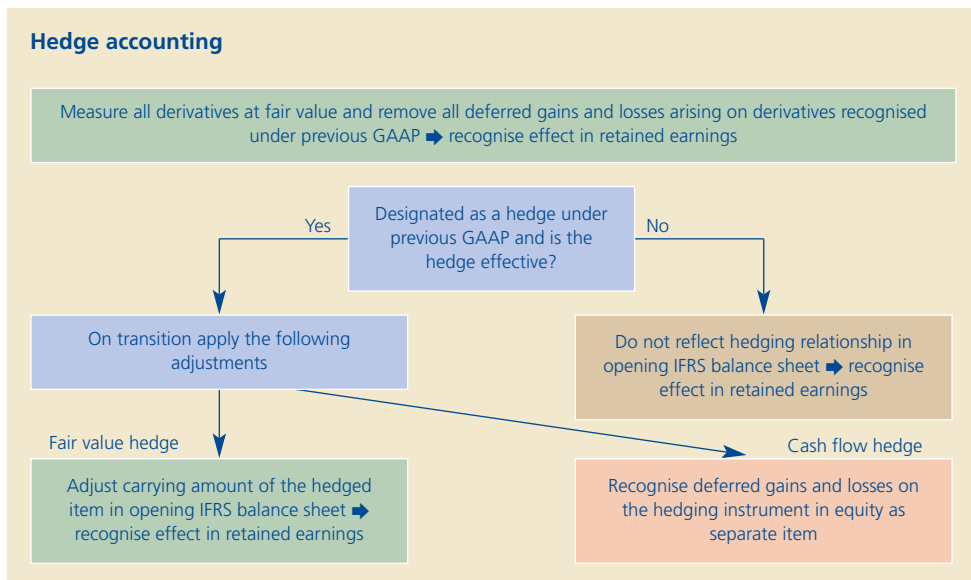 Hedge accounting
Measure all derivatives at fair value and remove all deferred gains and losses arising on derivatives recognised
under previous GAAP ➡ recognise effect in retained earnings
Designated as a hedge under
previous GAAP and is the
hedge effective?
Yes
No
On transition apply the following
adjustments
Do not reflect hedging relationship in
opening IFRS balance sheet ➡ recognise
effect in retained earnings
Fair value hedge
Cash flow hedge
Adjust carrying amount of the hedged
item in opening IFRS balance sheet ➡
recognise effect in retained earnings
Recognise deferred gains and losses on
the hedging instrument in equity as
separate item